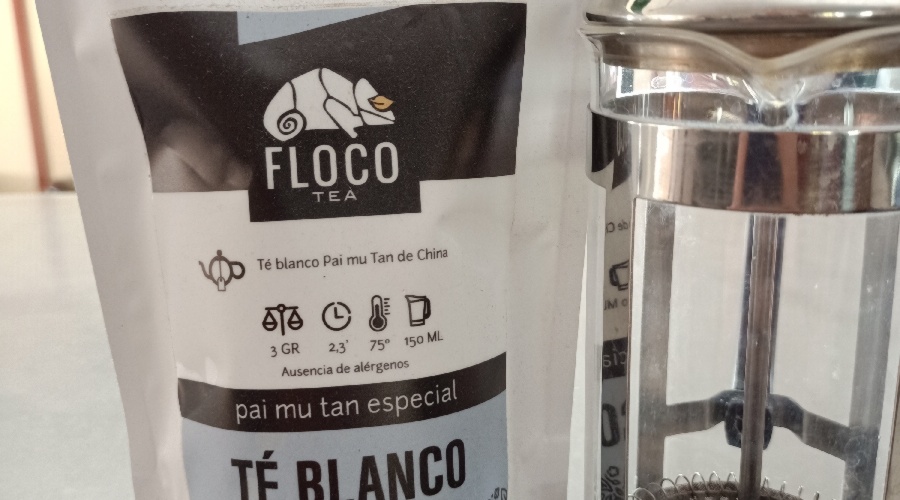 FLOCO
TEA
Té blanco Pai mu Tan de China
3 GR 2,3' 75° 150 ML
Ausencia de alérgenos
pai mu tan especial
TÉ BLANCO